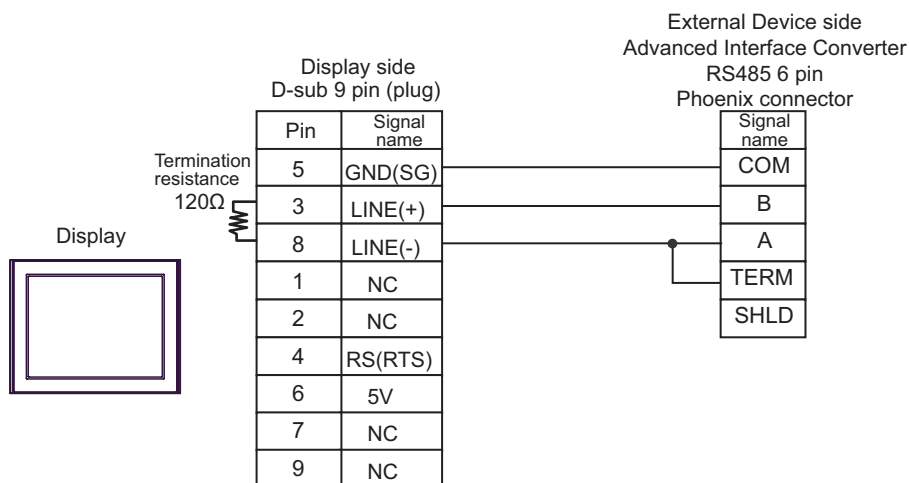 External Device side
Advanced Interface Converter
RS485 6 pin
Phoenix connector
Display side
D-sub 9 pin (plug)
Pin
Signal
name
Signal
name
Termination
resistance
120Ω
5
GND(SG)
COM
3
LINE(+)
B
8
LINE(-)
A
Display
1
NC
TERM
2
NC
SHLD
4
RS(RTS)
6
5V
7
NC
9
NC